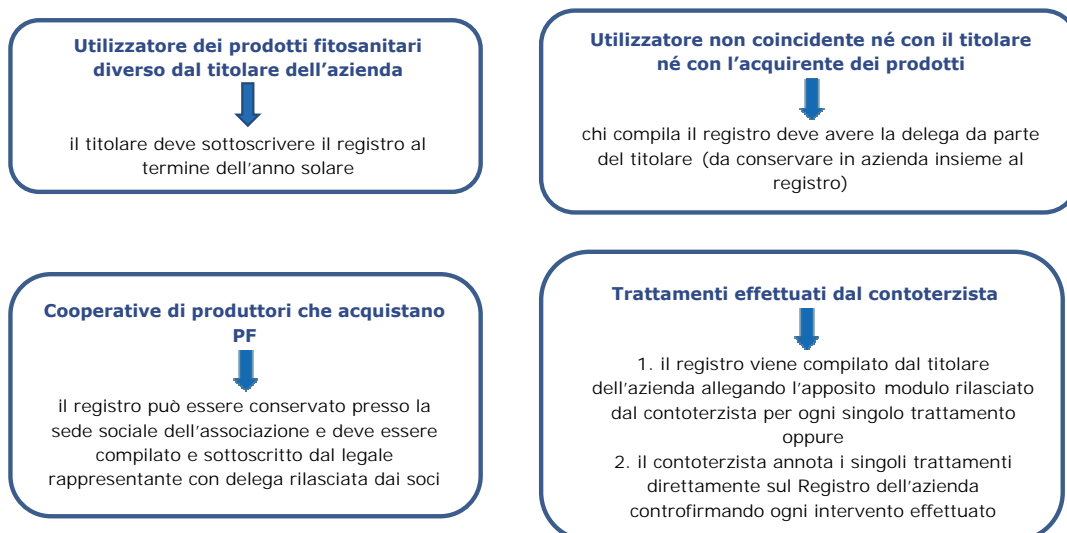 Utilizzatore dei prodotti fitosanitari
diverso dal titolare dell'azienda
il titolare deve sottoscrivere il registro al
termine dell'anno solare
Utilizzatore non coincidente né con il titolare
né con l'acquirente dei prodotti
chi compila il registro deve avere la delega da parte
del titolare (da conservare in azienda insieme al
registro)
Cooperative di produttori che acquistano
PF
il registro può essere conservato presso la
sede sociale dell'associazione e deve essere
compilato e sottoscritto dal legale
rappresentante con delega rilasciata dai soci
Trattamenti effettuati dal contoterzista
1. il registro viene compilato dal titolare
dell'azienda allegando l'apposito modulo rilasciato
dal contoterzista per ogni singolo trattamento
oppure
2. il contoterzista annota i singoli trattamenti
direttamente sul Registro dell'azienda
controfirmando ogni intervento effettuato